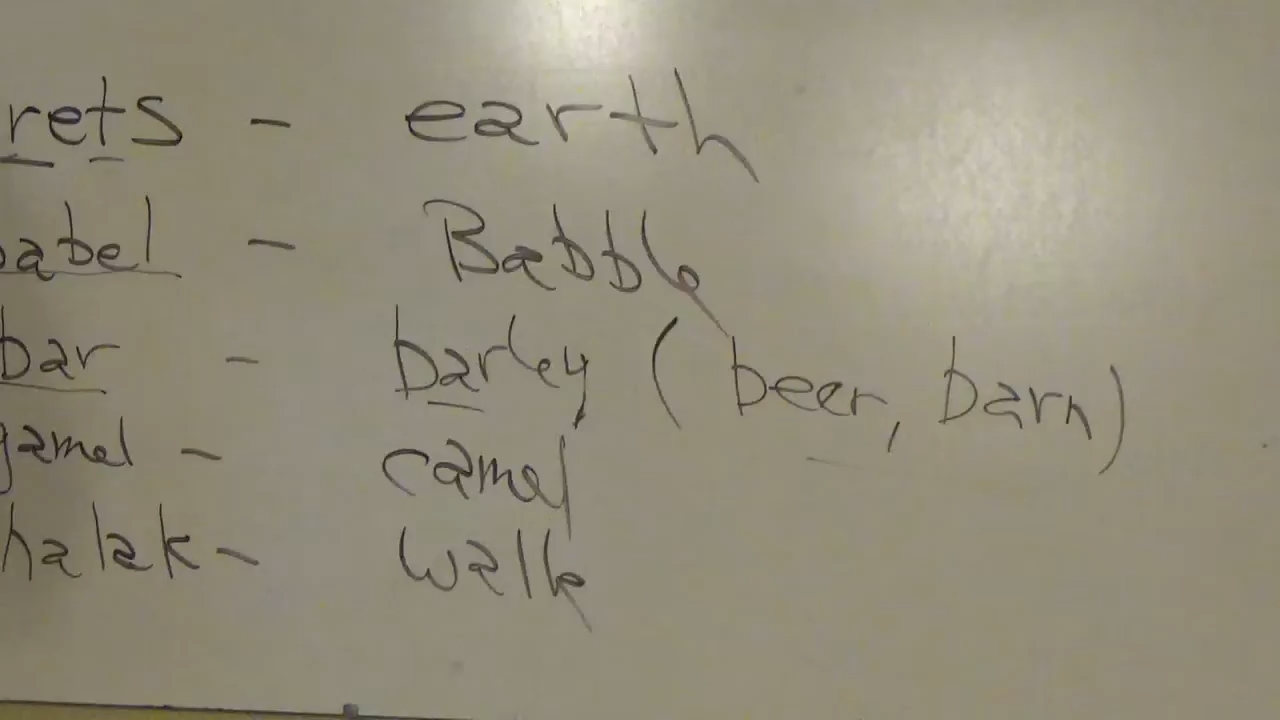 rets - earth
babel - Babble
bar - barley (beer, barn)
gamel - camel
halak - walk